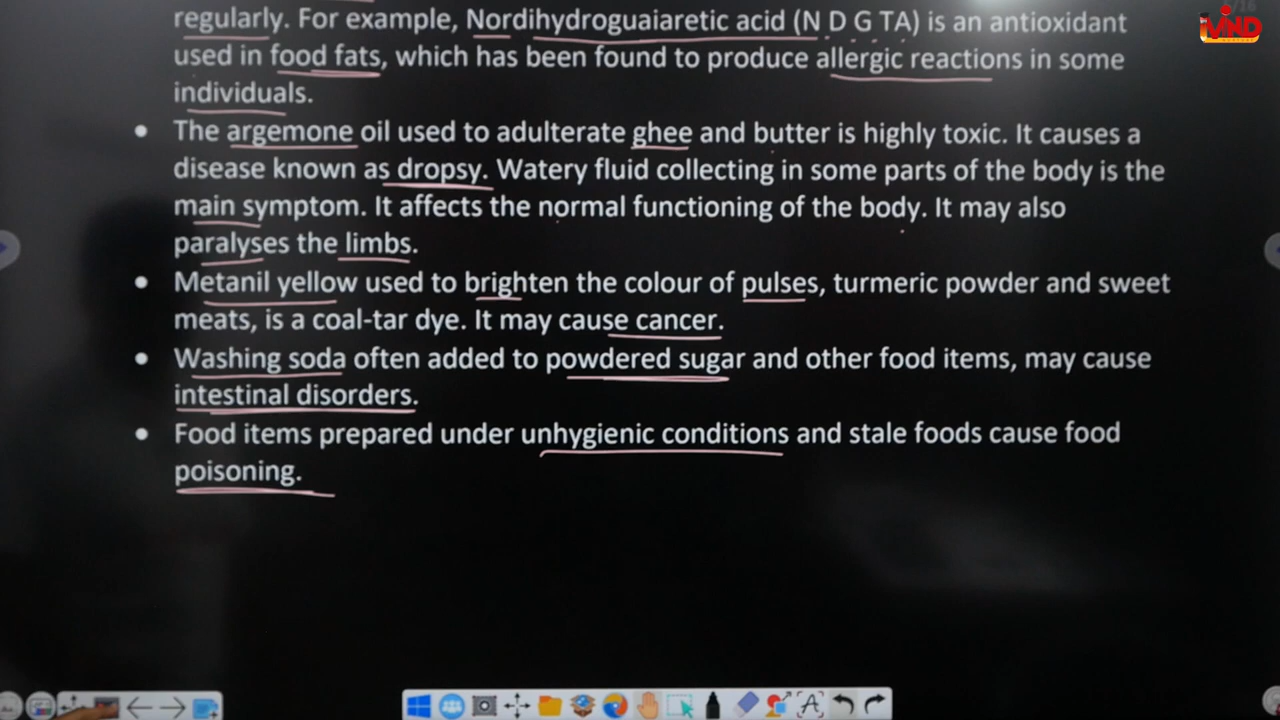 regularly. For example, Nordihydroguaiaretic acid (N D G TA) is an antioxidant
used in food fats, which has been found to produce allergic reactions in some
individuals.
• The argemone oil used to adulterate ghee and butter is highly toxic. It causes a
disease known as dropsy. Watery fluid collecting in some parts of the body is the
main symptom. It affects the normal functioning of the body. It may also
paralyses the limbs.
• Metanil yellow used to brighten the colour of pulses, turmeric powder and sweet
meats, is a coal-tar dye. It may cause cancer.
• Washing soda often added to powdered sugar and other food items, may cause
intestinal disorders.
• Food items prepared under unhygienic conditions and stale foods cause food
poisoning.